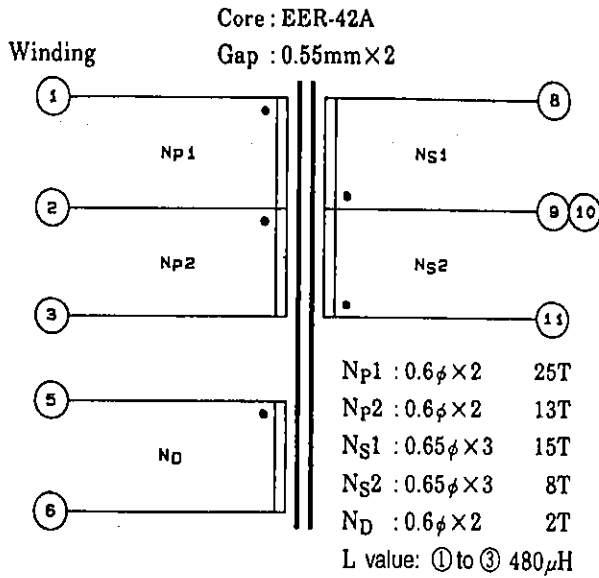 Core : EER-42A
Winding
Gap : 0.55mm×2
1
8
NP1
NS1
2
9 10
NP2
NS2
3
11
NP1 : 0.6φ×2 25T
5
NP2 : 0.6φ×2 13T
NS1 : 0.65φ×3 15T
ND
NS2 : 0.65φ×3 8T
6
ND : 0.6φ×2 2T
L value: ① to ③ 480μH